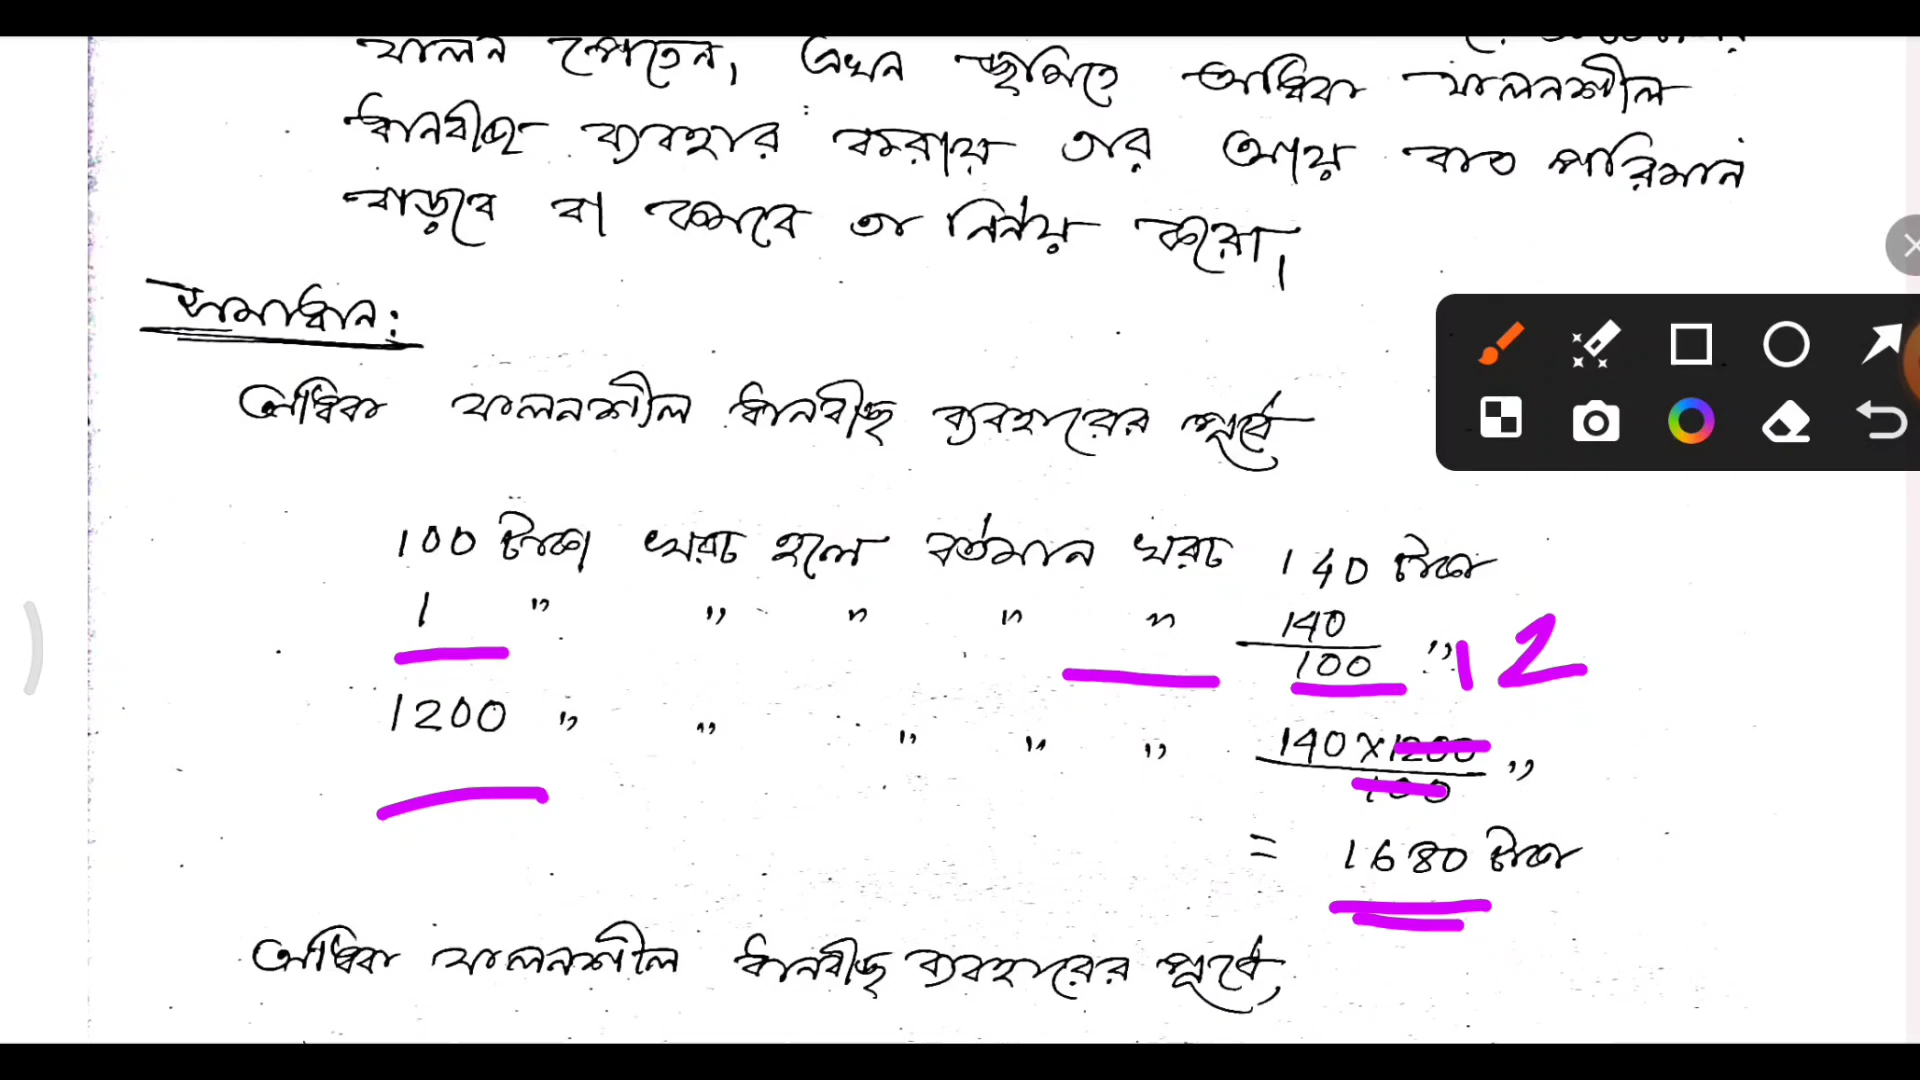 ফলন পেতেন। এখন জমিতে অধিক ফলনশীল
ধানবীজ ব্যবহার করায় তার আয় কত পরিমান
বাড়বে বা কমবে তা নির্ণয় করো।
সমাধান:
অধিক ফলনশীল ধানবীজ ব্যবহারের পূর্বে
100 টাকা খরচ হলে বর্তমান খরচ 140 টাকা
1 " " " " " 140/100 " 12
1200 " " " " " 140×1200/100 "
= 1680 টাকা
অধিক ফলনশীল ধানবীজ ব্যবহারের পূর্বে,